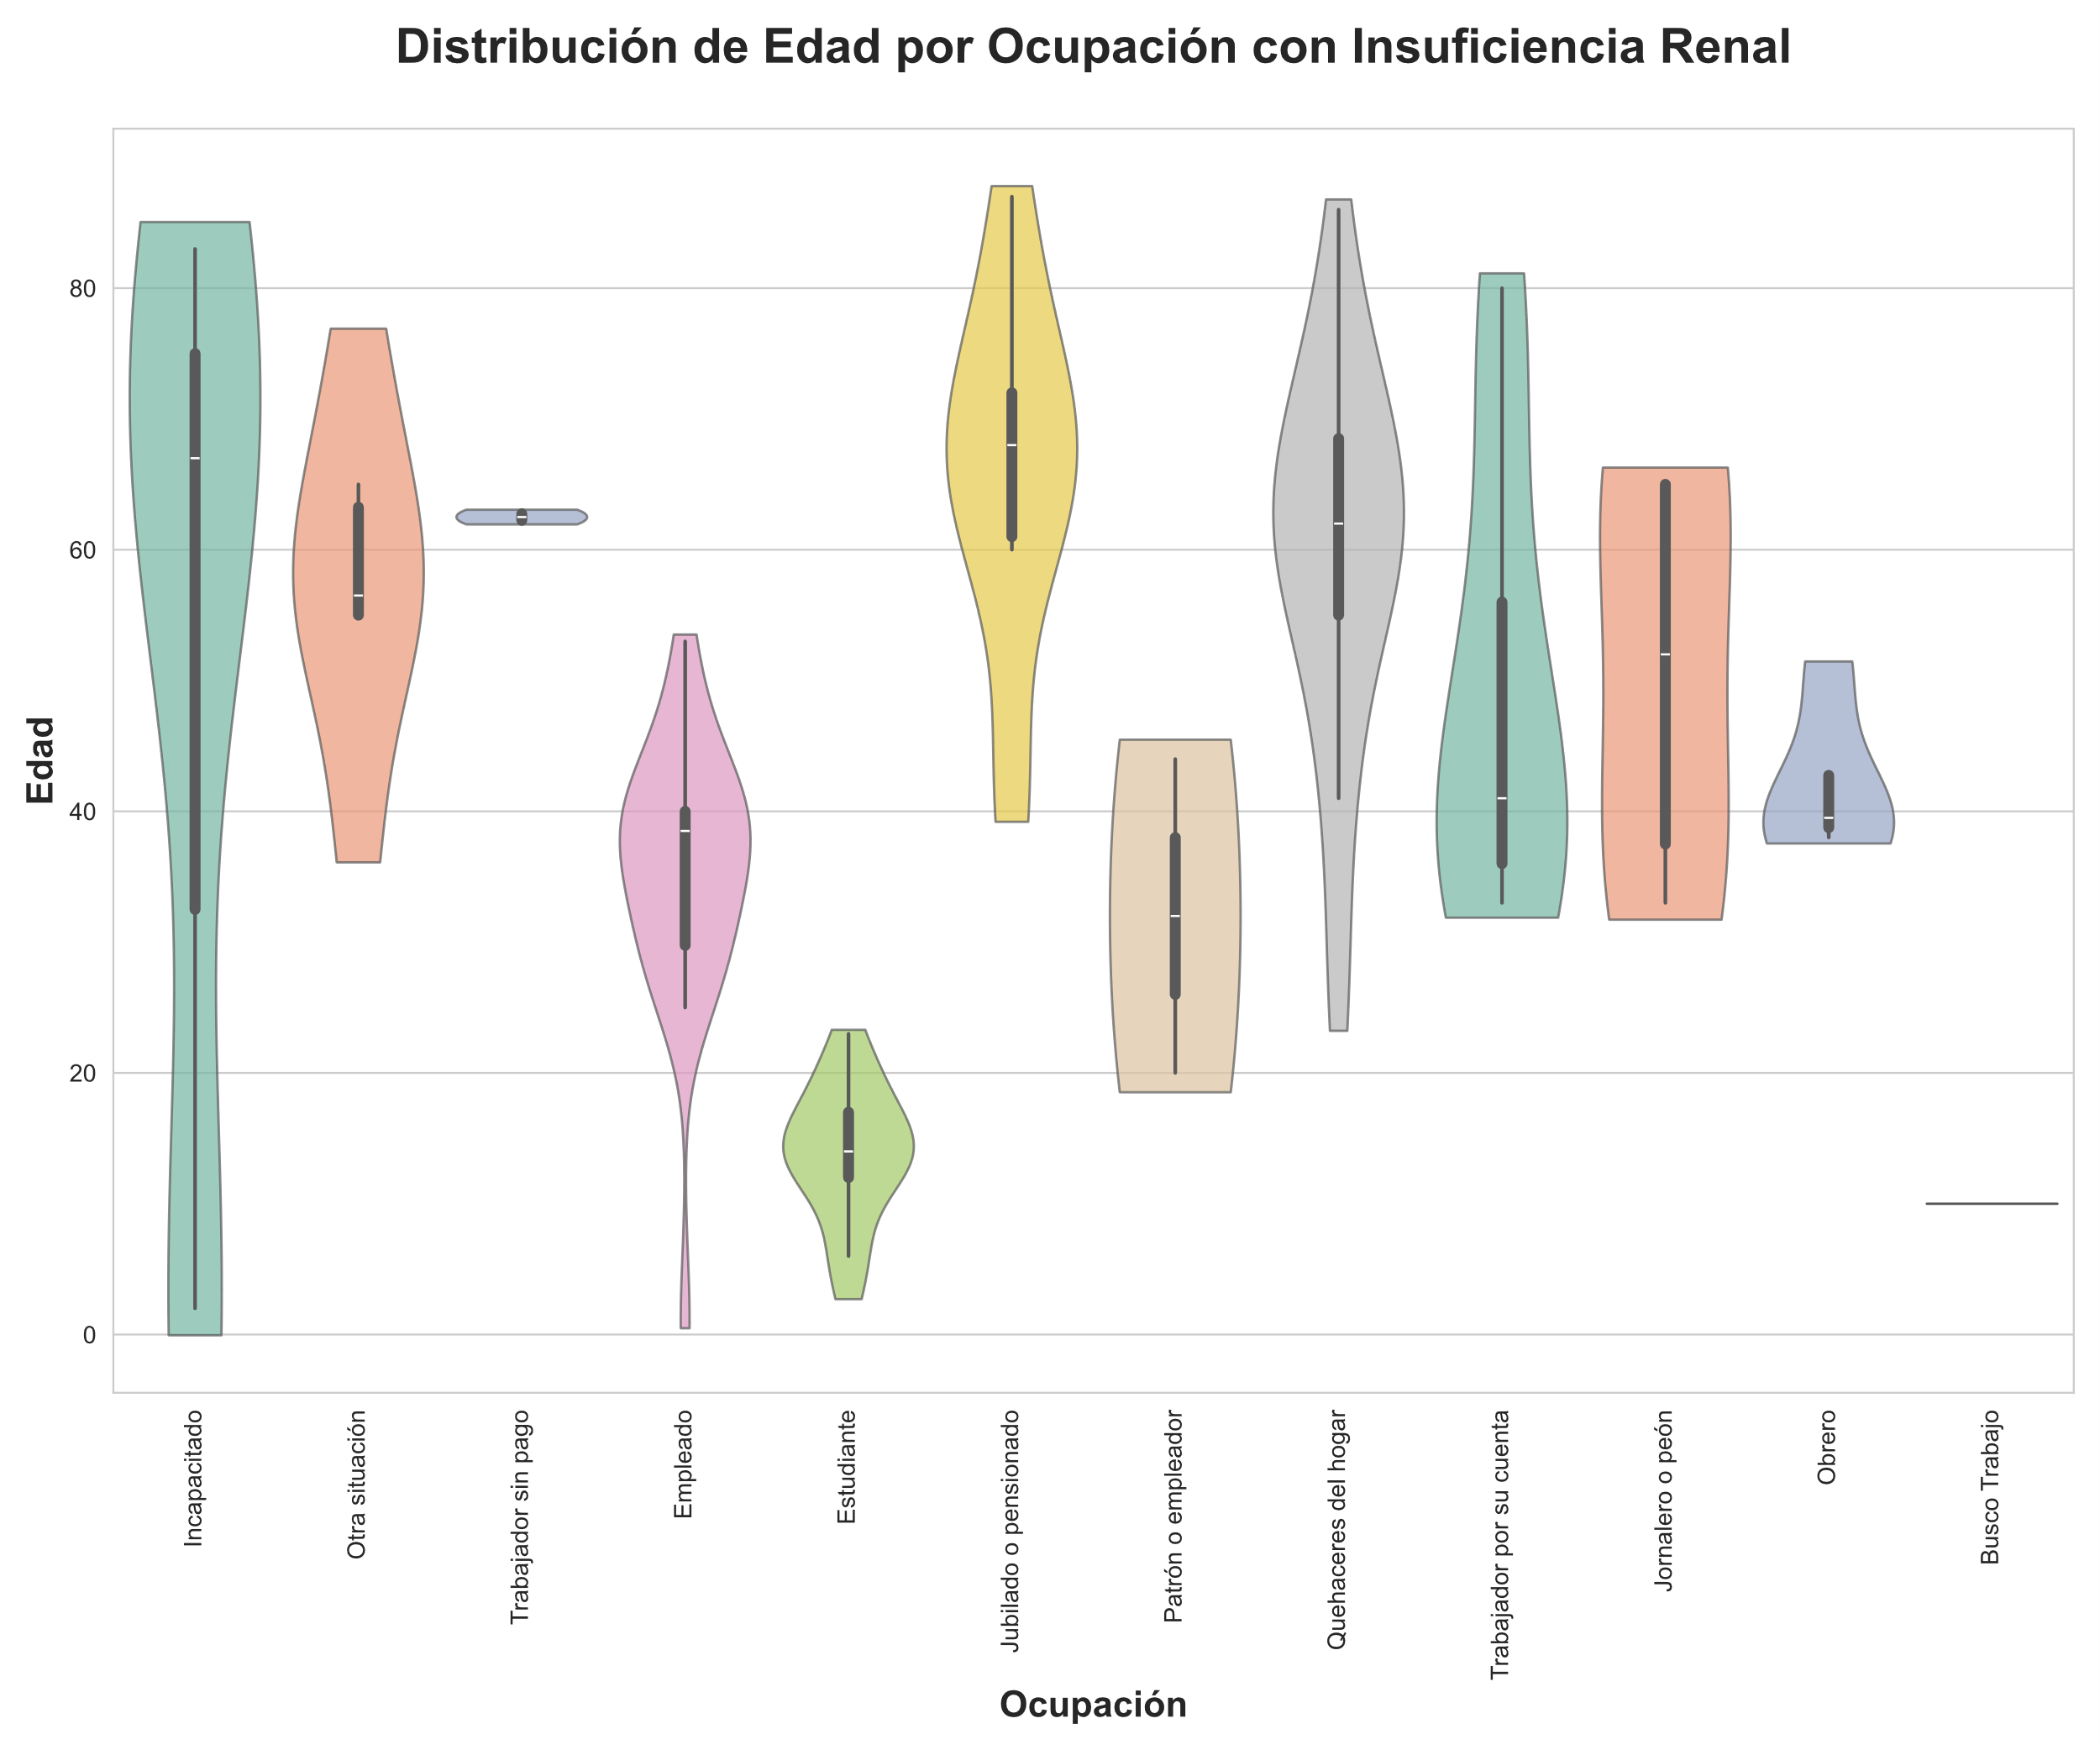 Distribución de Edad por Ocupación con Insuficiencia Renal
Edad
80
60
40
20
0
Incapacitado
Otra situación
Trabajador sin pago
Empleado
Estudiante
Jubilado o pensionado
Patrón o empleador
Quehaceres del hogar
Trabajador por su cuenta
Jornalero o peón
Obrero
Busco Trabajo
Ocupación